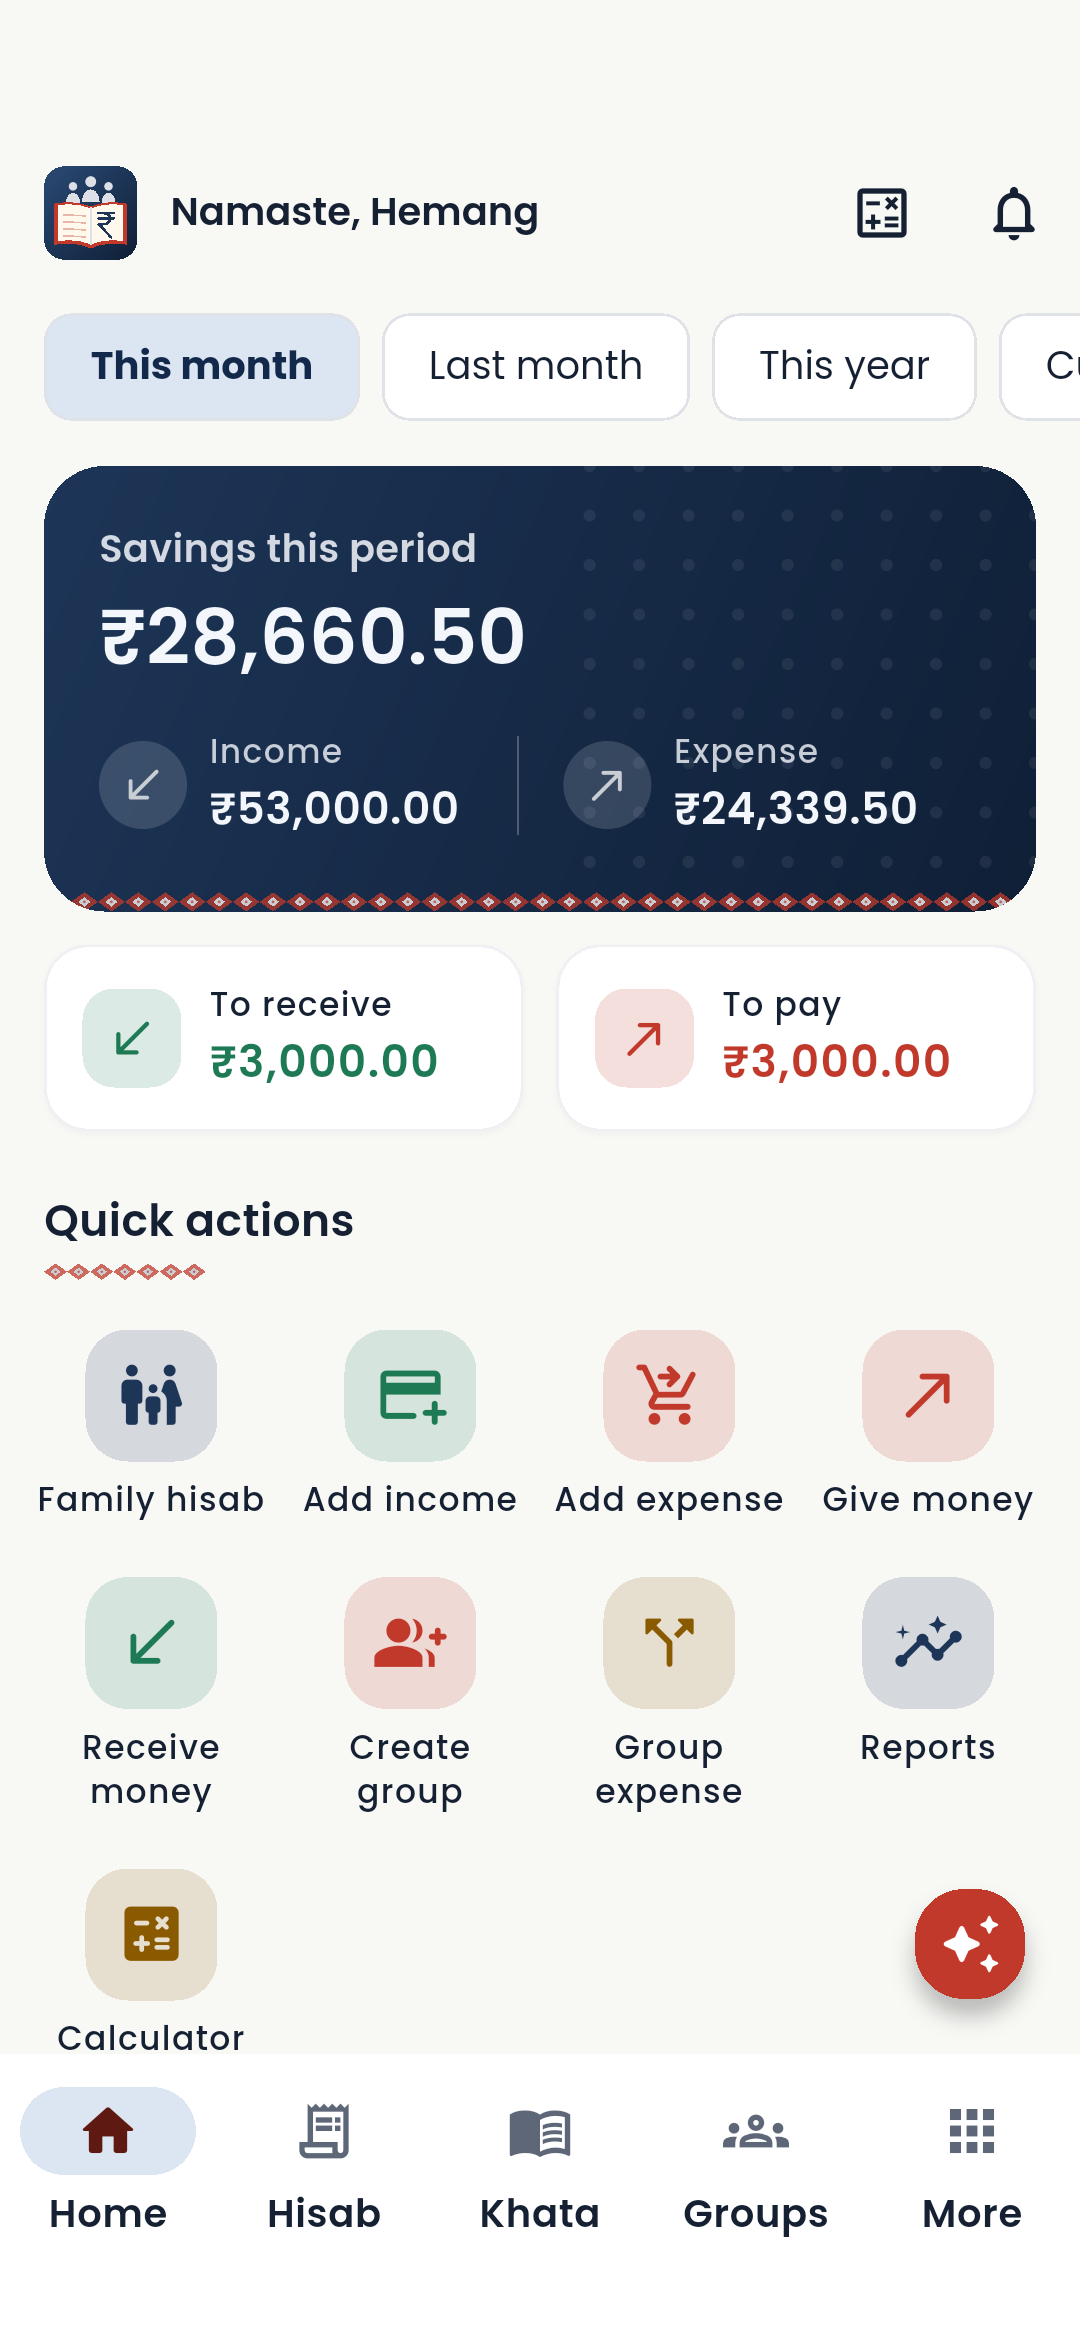 Namaste, Hemang
This month
Last month
This year
Savings this period
₹28,660.50
Income
₹53,000.00
Expense
₹24,339.50
To receive
₹3,000.00
To pay
₹3,000.00
Quick actions
Family hisab
Add income
Add expense
Give money
Receive
money
Create
group
Group
expense
Reports
Calculator
Home
Hisab
Khata
Groups
More